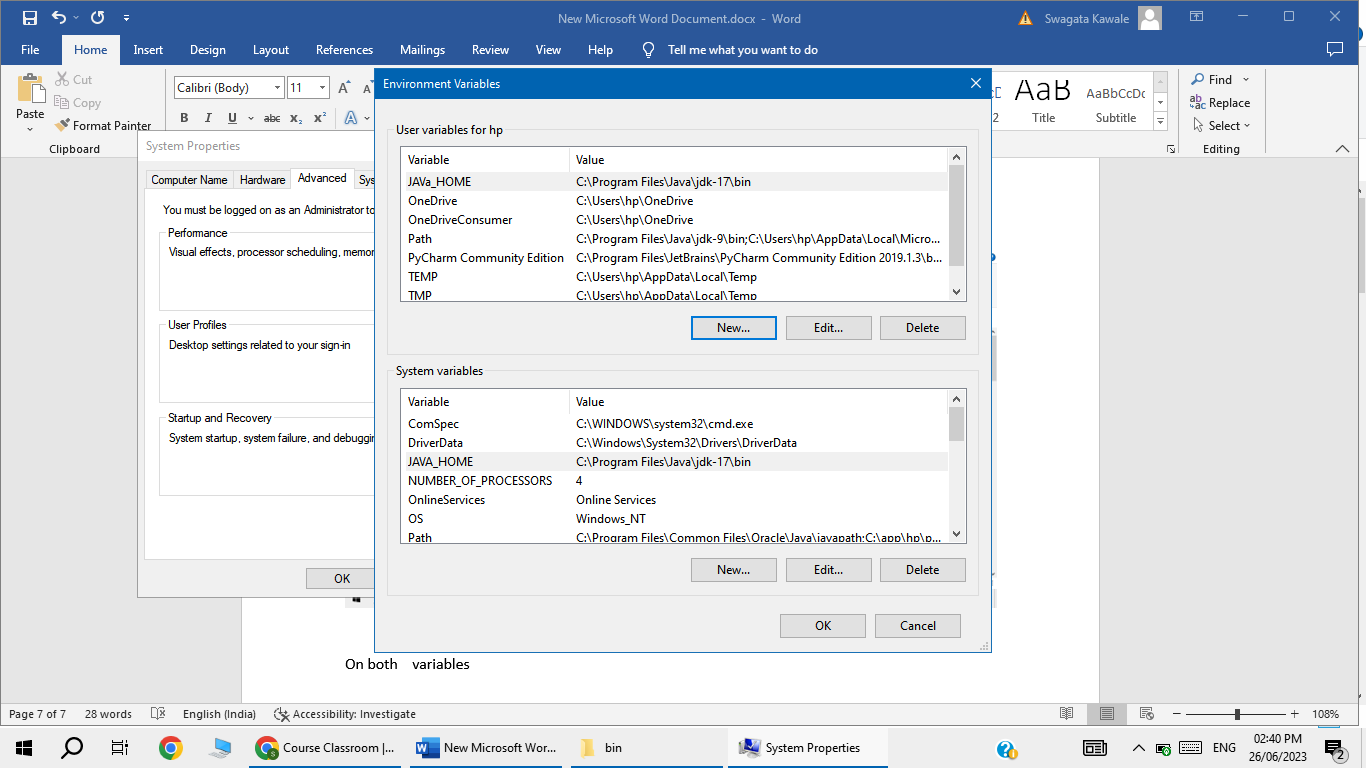 New Microsoft Word Document.docx - Word
Swagata Kawale
File Home Insert Design Layout References Mailings Review View Help Tell me what you want to do
Paste
Cut
Copy
Format Painter
Clipboard
Calibri (Body) 11
B I U abc x₂ x² A
AaB AaBbCcDc
2 Title Subtitle
Find
Replace
Select
Editing
System Properties
Computer Name Hardware Advanced Sys
You must be logged on as an Administrator to
Performance
Visual effects, processor scheduling, memor
User Profiles
Desktop settings related to your sign-in
Startup and Recovery
System startup, system failure, and debuggin
OK
Environment Variables
User variables for hp
Variable Value
JAVa_HOME C:\Program Files\Java\jdk-17\bin
OneDrive C:\Users\hp\OneDrive
OneDriveConsumer C:\Users\hp\OneDrive
Path C:\Program Files\Java\jdk-9\bin;C:\Users\hp\AppData\Local\Micro...
PyCharm Community Edition C:\Program Files\JetBrains\PyCharm Community Edition 2019.1.3\b...
TEMP C:\Users\hp\AppData\Local\Temp
TMP C:\Users\hp\AppData\Local\Temp
New... Edit... Delete
System variables
Variable Value
ComSpec C:\WINDOWS\system32\cmd.exe
DriverData C:\Windows\System32\Drivers\DriverData
JAVA_HOME C:\Program Files\Java\jdk-17\bin
NUMBER_OF_PROCESSORS 4
OnlineServices Online Services
OS Windows_NT
Path C:\Program Files\Common Files\Oracle\Java\javapath;C:\app\hp\p...
New... Edit... Delete
OK Cancel
On both variables
Page 7 of 7 28 words English (India) Accessibility: Investigate 108%
Course Classroom |... New Microsoft Wor... bin System Properties
ENG
02:40 PM
26/06/2023
2